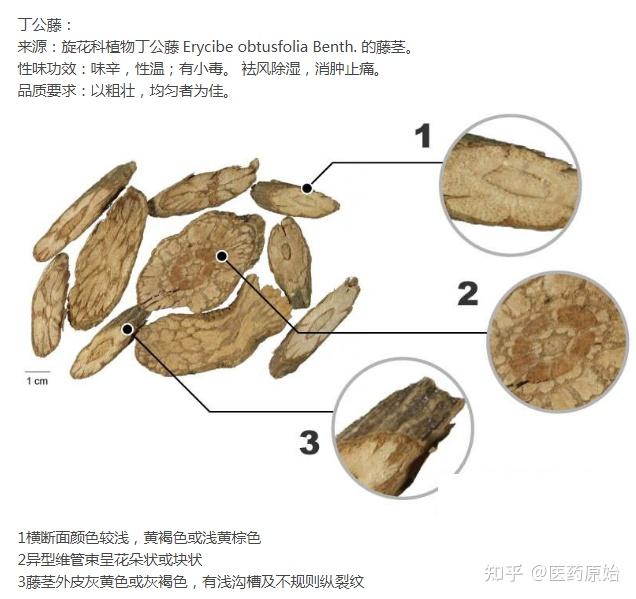 丁公藤：
来源：旋花科植物丁公藤 Erycibe obtusfolia Benth. 的藤茎。
性味功效：味辛，性温；有小毒。 祛风除湿，消肿止痛。
品质要求：以粗壮，均匀者为佳。
1
2
1 cm
3
1横断面颜色较浅，黄褐色或浅黄棕色
2异型维管束呈花朵状或块状
3藤茎外皮灰黄色或灰褐色，有浅沟槽及不规则纵裂纹
知乎 @医药原始